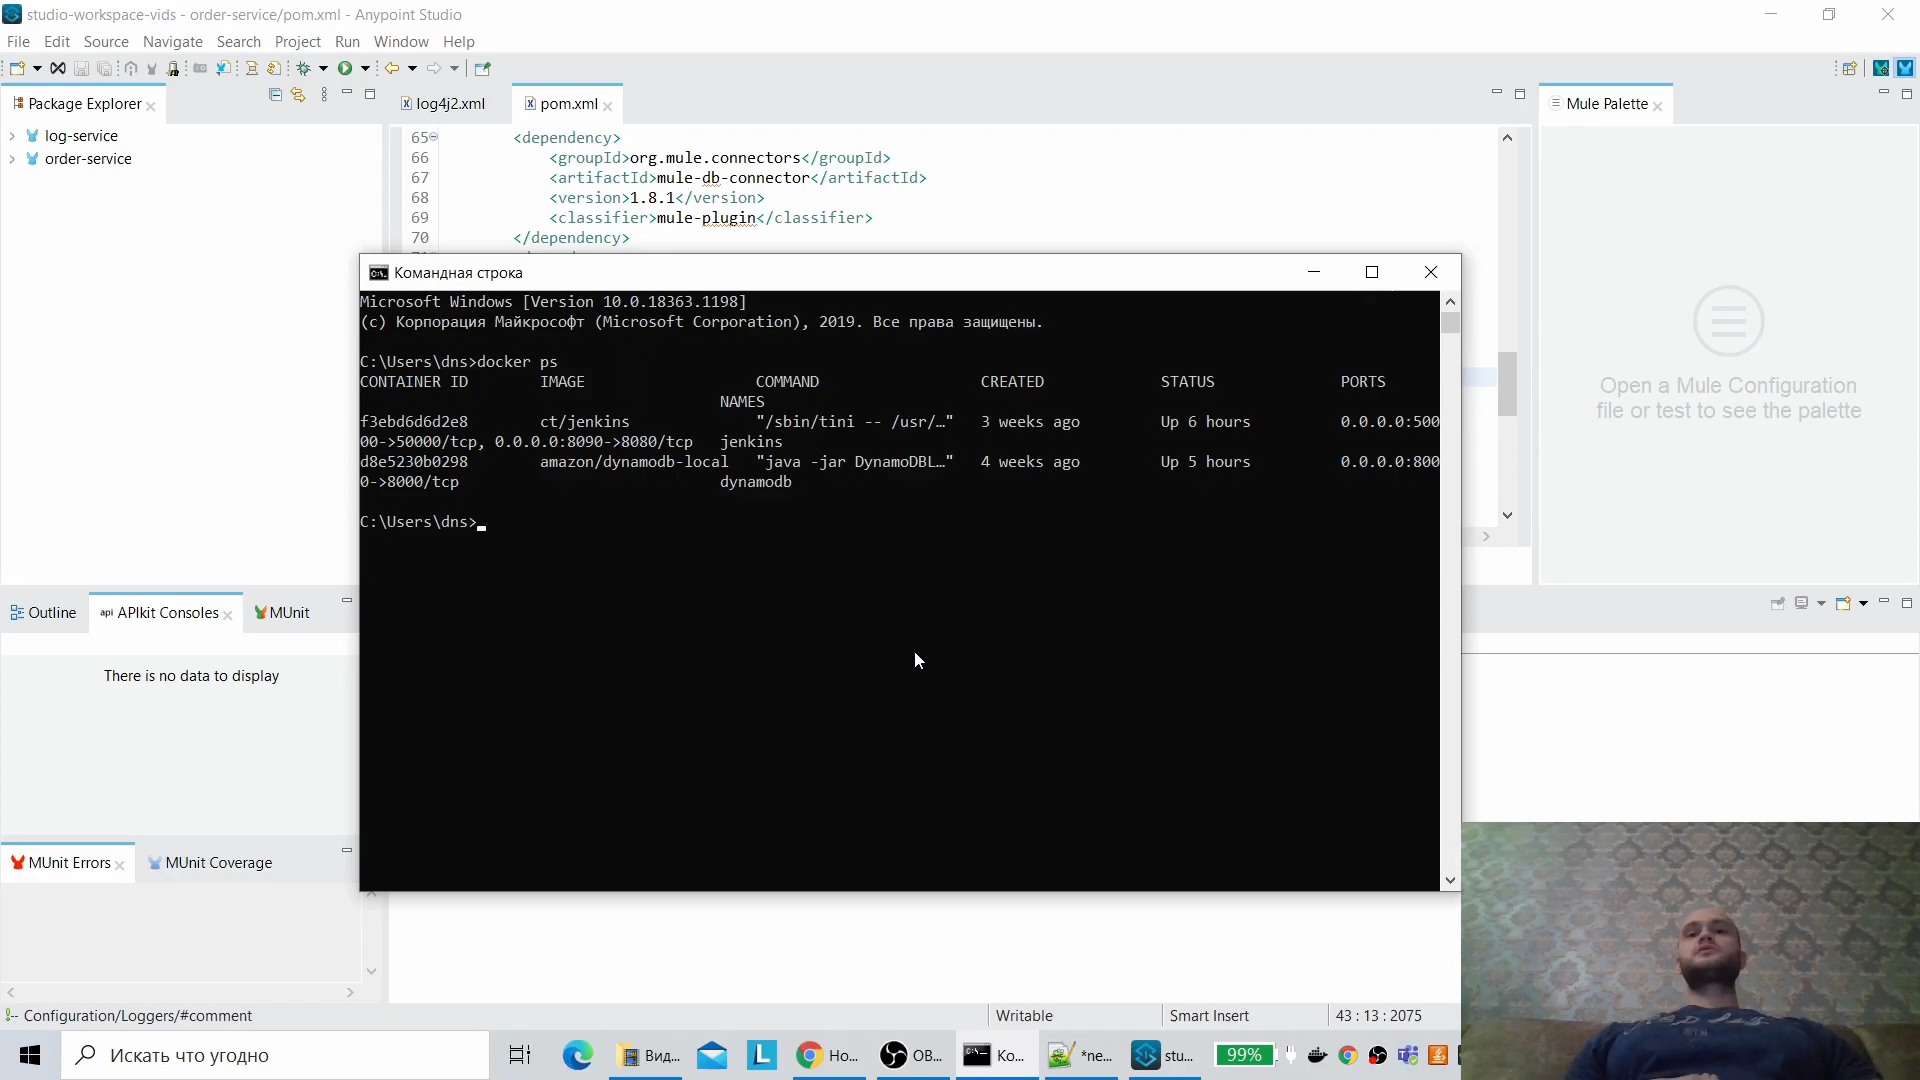 studio-workspace-vids - order-service/pom.xml - Anypoint Studio
File Edit Source Navigate Search Project Run Window Help
Package Explorer
log4j2.xml
pom.xml
Mule Palette
log-service
order-service
65 <dependency>
66 <groupId>org.mule.connectors</groupId>
67 <artifactId>mule-db-connector</artifactId>
68 <version>1.8.1</version>
69 <classifier>mule-plugin</classifier>
70 </dependency>
Командная строка
Microsoft Windows [Version 10.0.18363.1198]
(c) Корпорация Майкрософт (Microsoft Corporation), 2019. Все права защищены.
C:\Users\dns>docker ps
CONTAINER ID IMAGE COMMAND CREATED STATUS PORTS
NAMES
f3ebd6d6d2e8 ct/jenkins "/sbin/tini -- /usr/…" 3 weeks ago Up 6 hours 0.0.0.0:500
00->50000/tcp, 0.0.0.0:8090->8080/tcp jenkins
d8e5230b0298 amazon/dynamodb-local "java -jar DynamoDBL…" 4 weeks ago Up 5 hours 0.0.0.0:800
0->8000/tcp dynamodb
C:\Users\dns>
Open a Mule Configuration
file or test to see the palette
Outline
api APIkit Consoles
MUnit
There is no data to display
MUnit Errors
MUnit Coverage
Configuration/Loggers/#comment
Writable
Smart Insert
43 : 13 : 2075
Искать что угодно
Вид...
L
Но...
ОВ...
Ко...
*ne...
stu...
99%